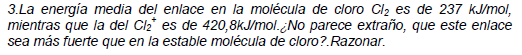 3.La energía media del enlace en la molécula de cloro Cl₂ es de 237 kJ/mol,
mientras que la del Cl₂⁺ es de 420,8kJ/mol.¿No parece extraño, que este enlace
sea más fuerte que en la estable molécula de cloro?.Razonar.